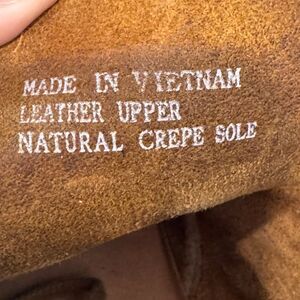 MADE IN VIETNAM
LEATHER UPPER
NATURAL CREPE SOLE